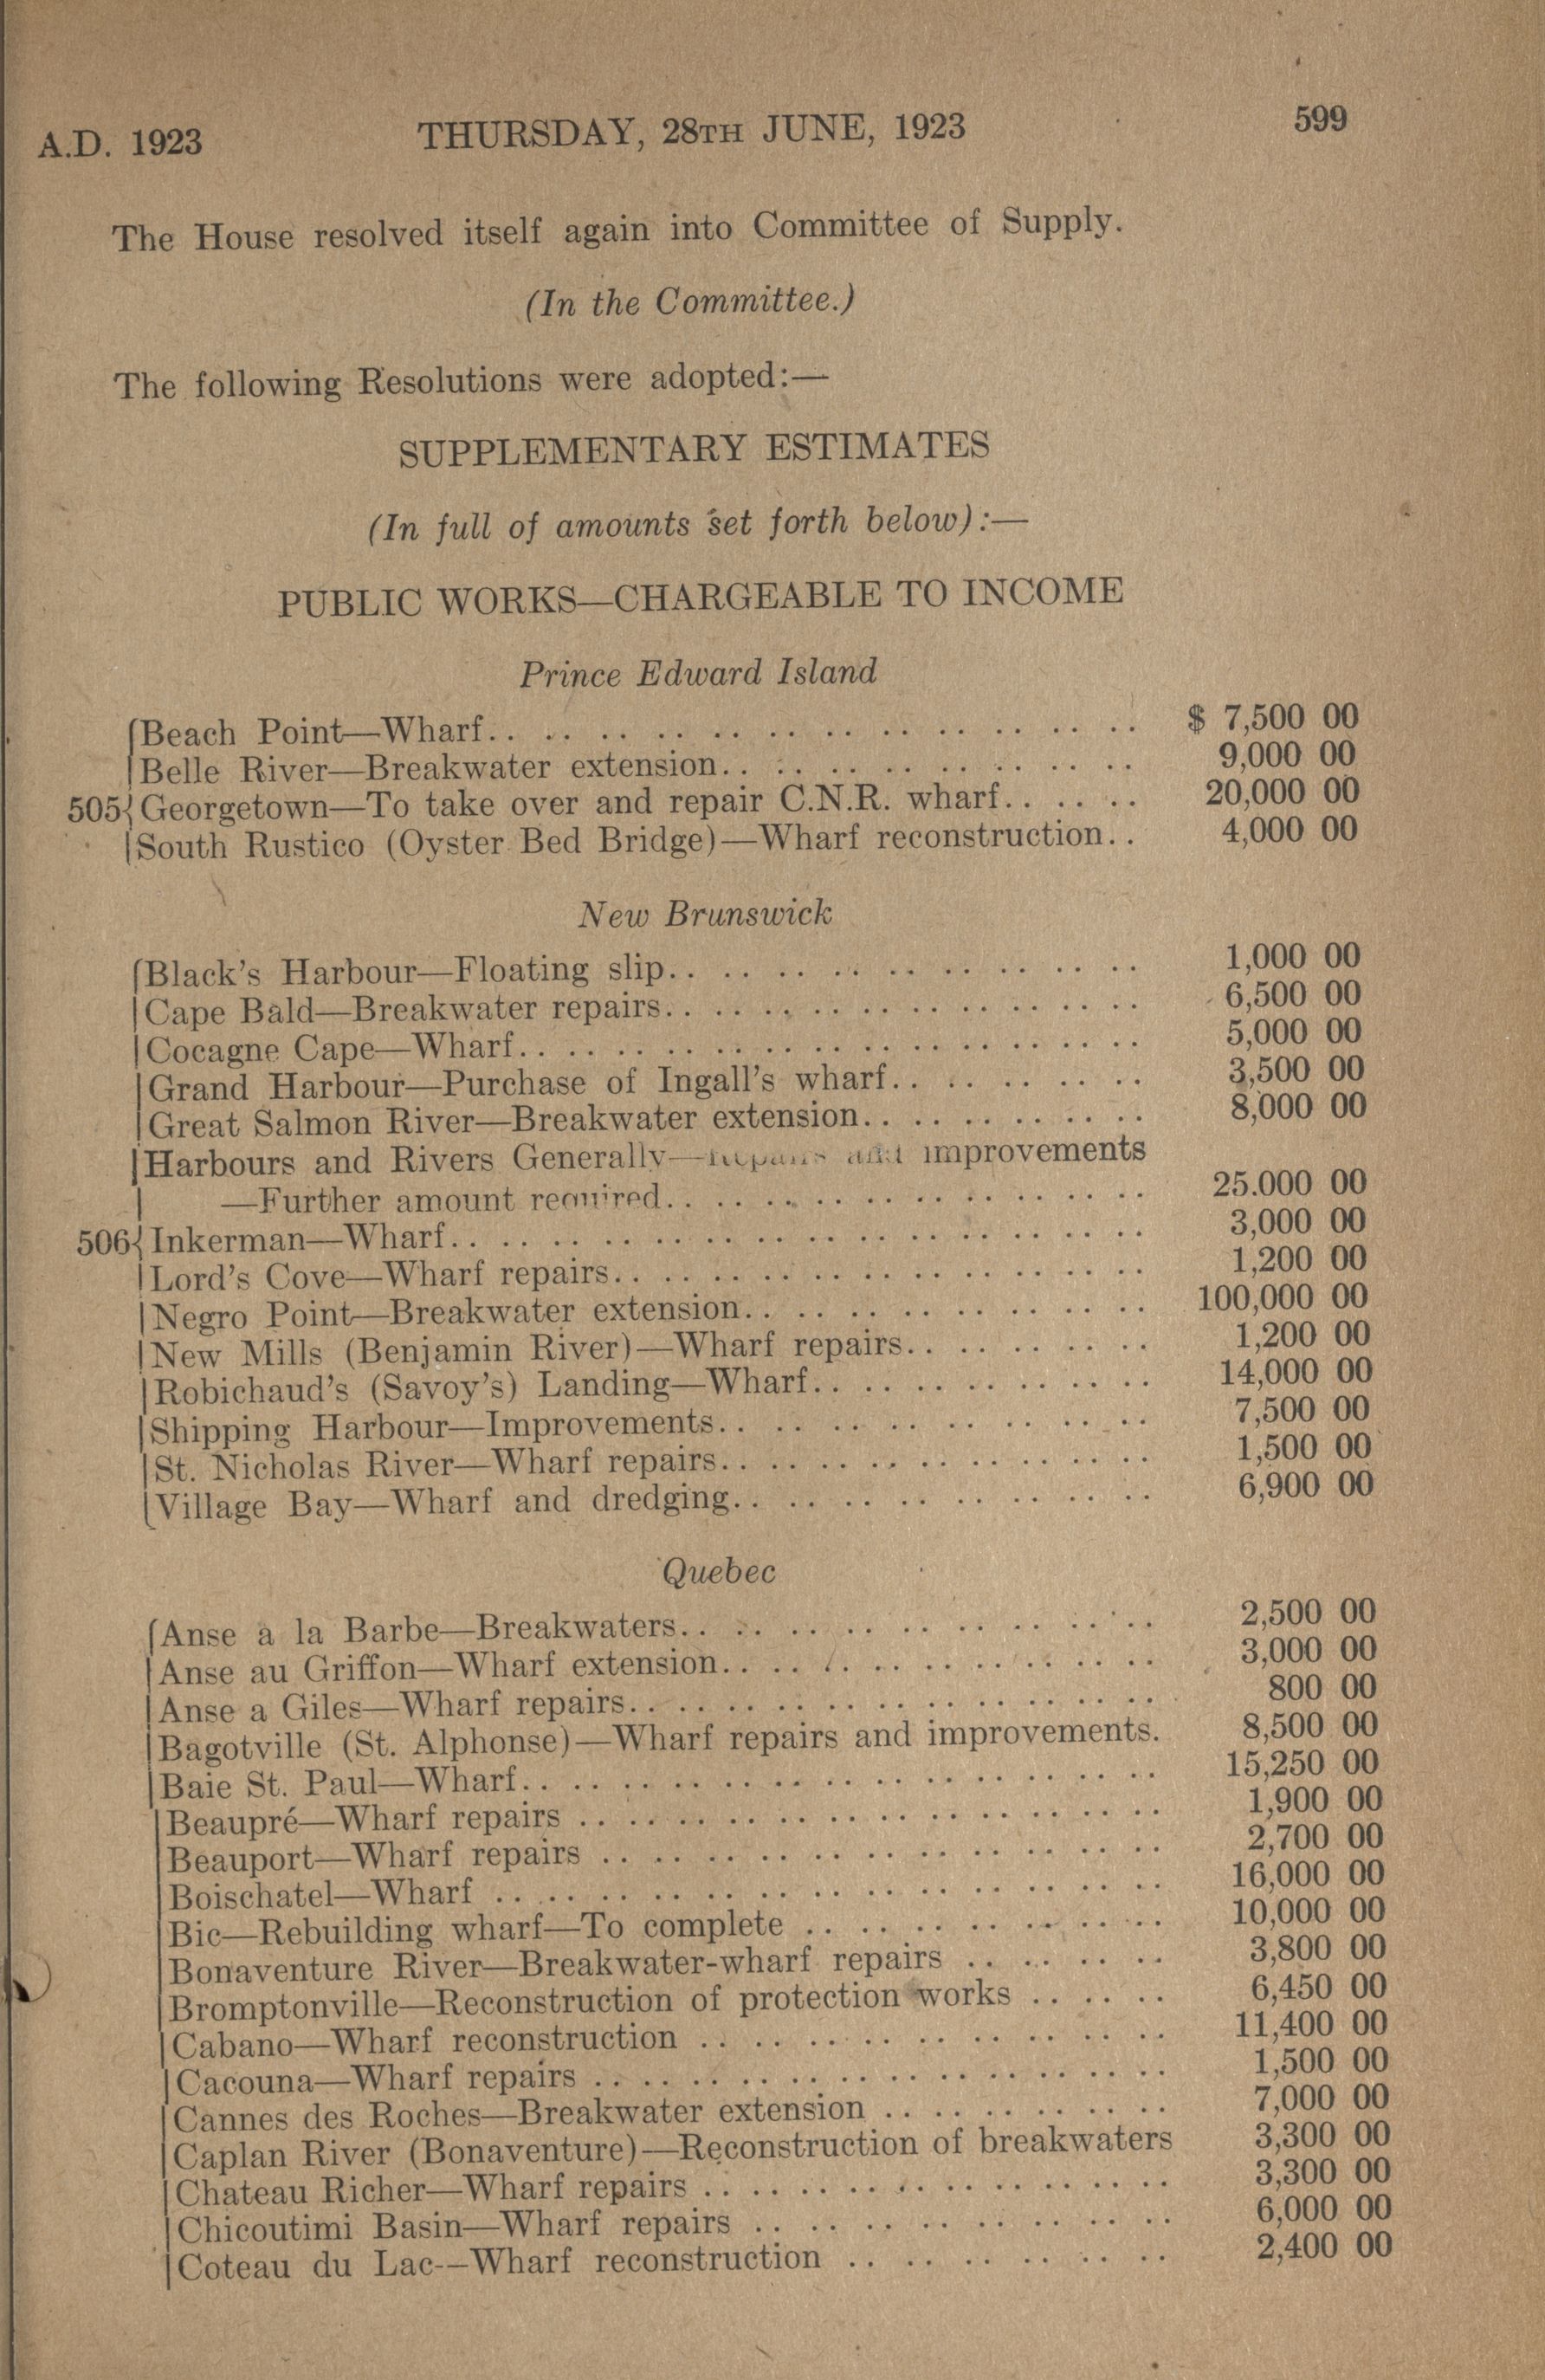 A.D. 1923 THURSDAY, 28TH JUNE, 1923 599
The House resolved itself again into Committee of Supply.
(In the Committee.)
The following Resolutions were adopted:—
SUPPLEMENTARY ESTIMATES
(In full of amounts set forth below):—
PUBLIC WORKS—CHARGEABLE TO INCOME
Prince Edward Island
Beach Point—Wharf.. .. .. .. .. .. .. .. .. .. .. .. $ 7,500 00
Belle River—Breakwater extension.. .. .. .. .. .. .. .. 9,000 00
505{ Georgetown—To take over and repair C.N.R. wharf.. .. .. 20,000 00
South Rustico (Oyster Bed Bridge)—Wharf reconstruction.. 4,000 00
New Brunswick
Black's Harbour—Floating slip.. .. .. .. .. .. .. .. .. 1,000 00
Cape Bald—Breakwater repairs.. .. .. .. .. .. .. .. .. 6,500 00
Cocagne Cape—Wharf.. .. .. .. .. .. .. .. .. .. .. .. 5,000 00
Grand Harbour—Purchase of Ingall's wharf.. .. .. .. .. 3,500 00
Great Salmon River—Breakwater extension.. .. .. .. .. .. 8,000 00
Harbours and Rivers Generally—Repairs and improvements
—Further amount required.. .. .. .. .. .. .. .. .. 25.000 00
506{ Inkerman—Wharf.. .. .. .. .. .. .. .. .. .. .. .. .. 3,000 00
Lord's Cove—Wharf repairs.. .. .. .. .. .. .. .. .. .. 1,200 00
Negro Point—Breakwater extension.. .. .. .. .. .. .. .. 100,000 00
New Mills (Benjamin River)—Wharf repairs.. .. .. .. .. 1,200 00
Robichaud's (Savoy's) Landing—Wharf.. .. .. .. .. .. .. 14,000 00
Shipping Harbour—Improvements.. .. .. .. .. .. .. .. 7,500 00
St. Nicholas River—Wharf repairs.. .. .. .. .. .. .. .. 1,500 00
Village Bay—Wharf and dredging.. .. .. .. .. .. .. .. 6,900 00
Quebec
Anse a la Barbe—Breakwaters.. .. .. .. .. .. .. .. .. 2,500 00
Anse au Griffon—Wharf extension.. .. .. .. .. .. .. .. 3,000 00
Anse a Giles—Wharf repairs.. .. .. .. .. .. .. .. .. .. 800 00
Bagotville (St. Alphonse)—Wharf repairs and improvements. 8,500 00
Baie St. Paul—Wharf.. .. .. .. .. .. .. .. .. .. .. .. 15,250 00
Beaupré—Wharf repairs .. .. .. .. .. .. .. .. .. .. .. 1,900 00
Beauport—Wharf repairs .. .. .. .. .. .. .. .. .. .. .. 2,700 00
Boischatel—Wharf .. .. .. .. .. .. .. .. .. .. .. .. .. 16,000 00
Bic—Rebuilding wharf—To complete .. .. .. .. .. .. .. 10,000 00
Bonaventure River—Breakwater-wharf repairs .. .. .. .. 3,800 00
Bromptonville—Reconstruction of protection works .. .. .. 6,450 00
Cabano—Wharf reconstruction .. .. .. .. .. .. .. .. .. 11,400 00
Cacouna—Wharf repairs .. .. .. .. .. .. .. .. .. .. .. 1,500 00
Cannes des Roches—Breakwater extension .. .. .. .. .. .. 7,000 00
Caplan River (Bonaventure)—Reconstruction of breakwaters 3,300 00
Chateau Richer—Wharf repairs .. .. .. .. .. .. .. .. .. 3,300 00
Chicoutimi Basin—Wharf repairs .. .. .. .. .. .. .. .. 6,000 00
Coteau du Lac--Wharf reconstruction .. .. .. .. .. .. 2,400 00